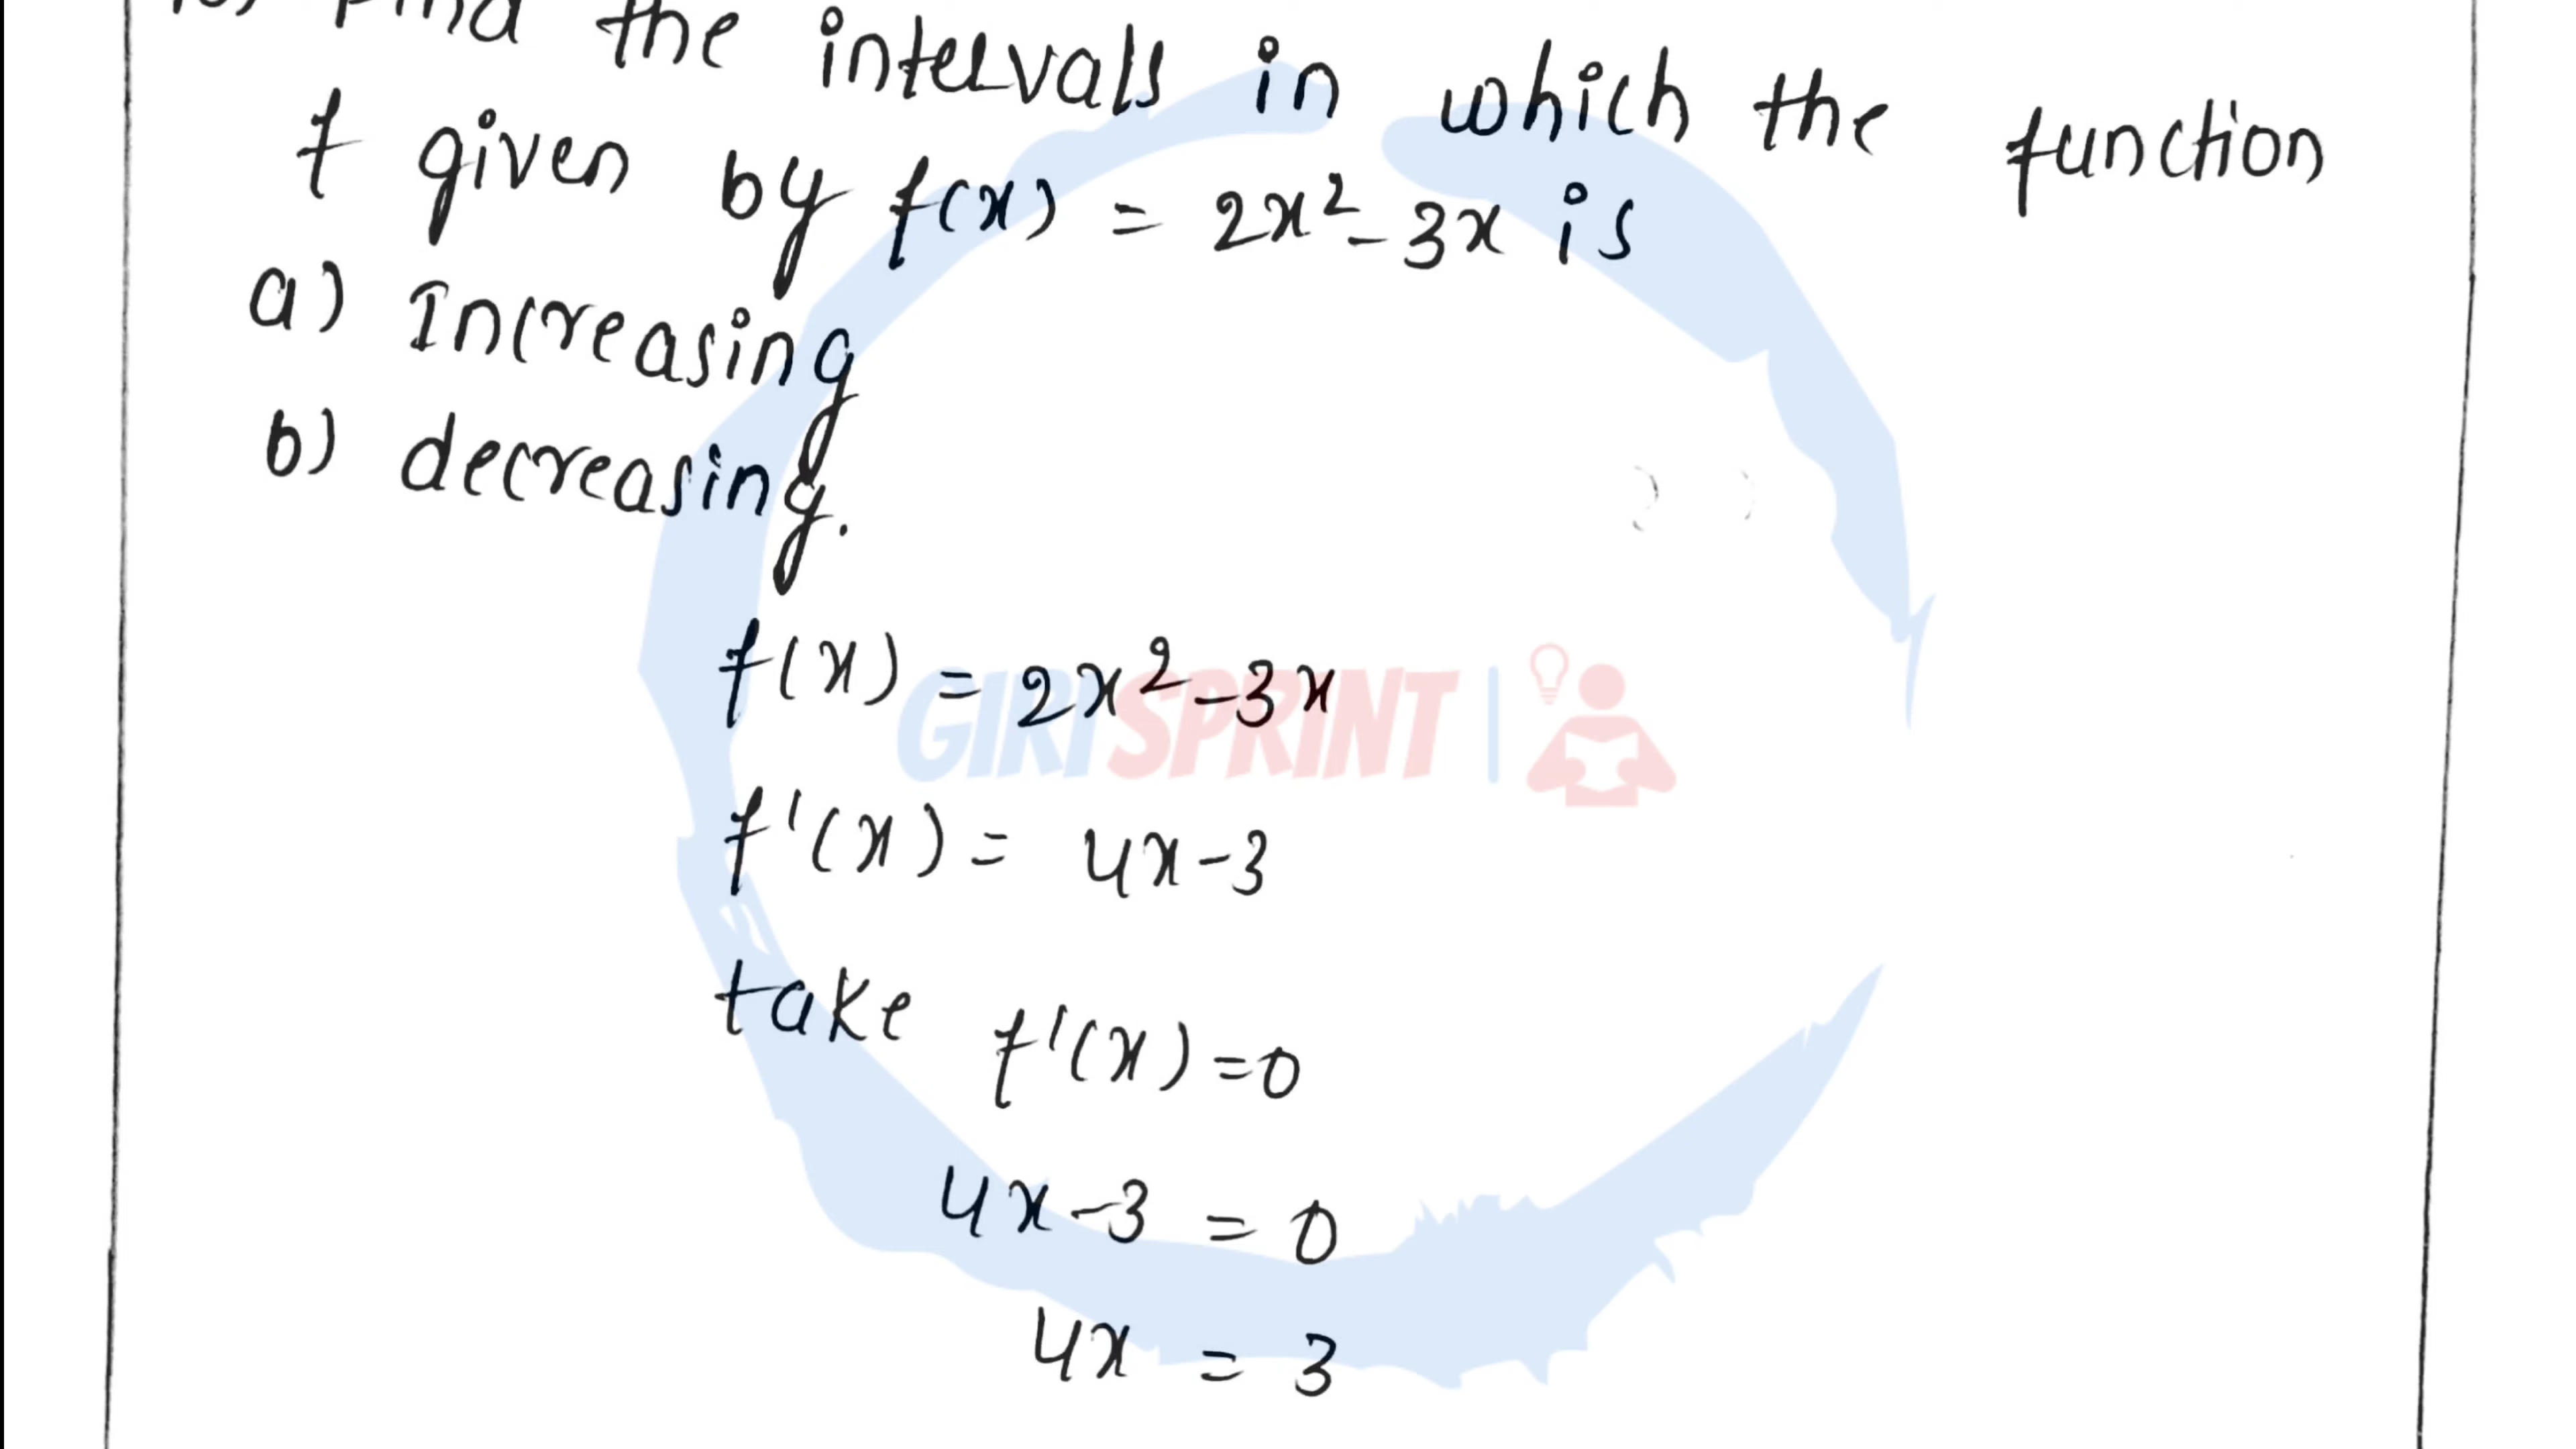 Find the intervals in which the function
f given by f(x) = 2x² - 3x is
a) Increasing
b) decreasing.
f(x) = 2x² - 3x
GIRISPRINT
f'(x) = 4x - 3
take f'(x) = 0
4x - 3 = 0
4x = 3